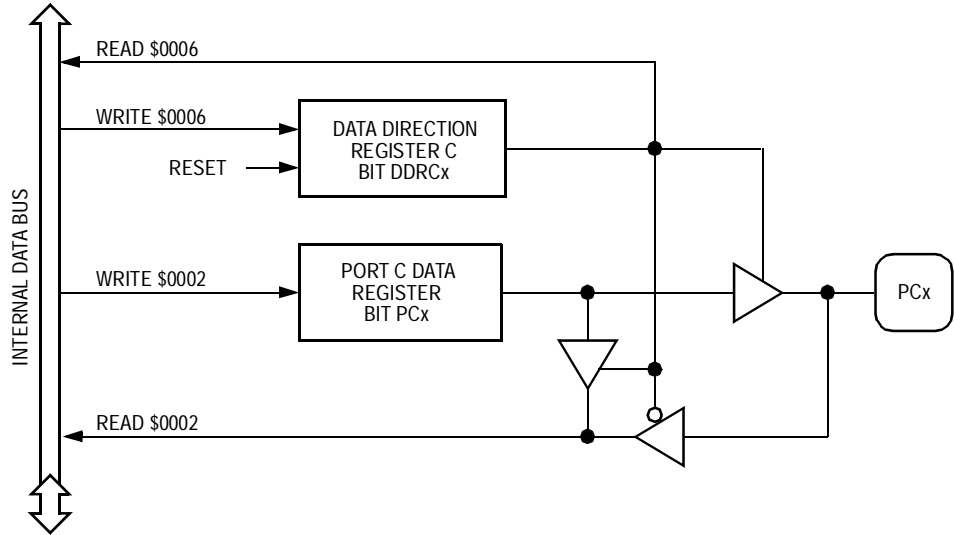 READ $0006
WRITE $0006
RESET
DATA DIRECTION
REGISTER C
BIT DDRCx
INTERNAL DATA BUS
WRITE $0002
PORT C DATA
REGISTER
BIT PCx
PCx
READ $0002